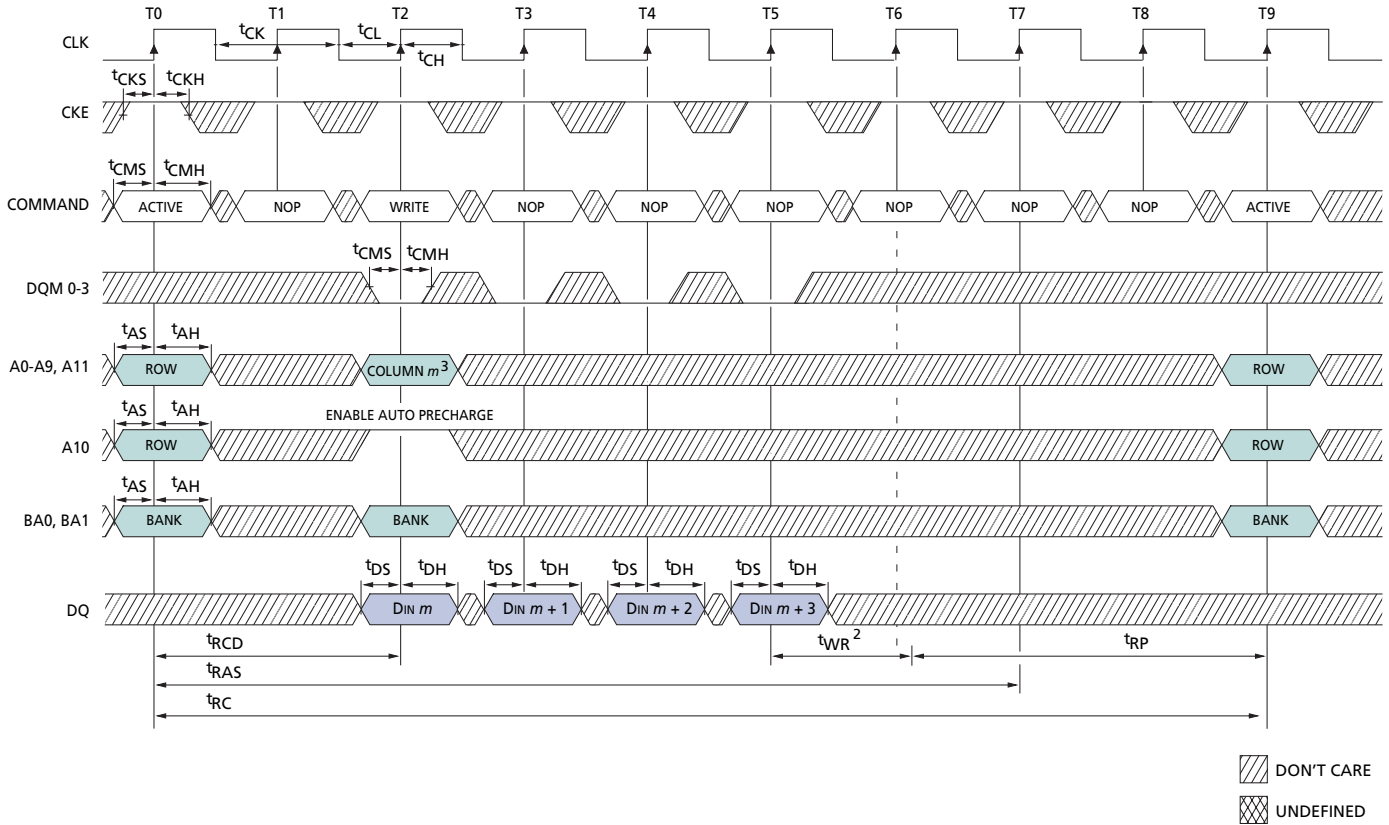 T0 T1 T2 T3 T4 T5 T6 T7 T8 T9
CLK
tCK tCL
tCH
tCKS tCKH
CKE
tCMS tCMH
COMMAND ACTIVE NOP WRITE NOP NOP NOP NOP NOP NOP ACTIVE
tCMS tCMH
DQM 0-3
tAS tAH
A0-A9, A11 ROW COLUMN m3 ROW
ENABLE AUTO PRECHARGE
tAS tAH
A10 ROW ROW
tAS tAH
BA0, BA1 BANK BANK BANK
tDS tDH tDS tDH tDS tDH tDS tDH
DQ DIN m DIN m + 1 DIN m + 2 DIN m + 3
tRCD tWR2 tRP
tRAS
tRC
DON'T CARE
UNDEFINED